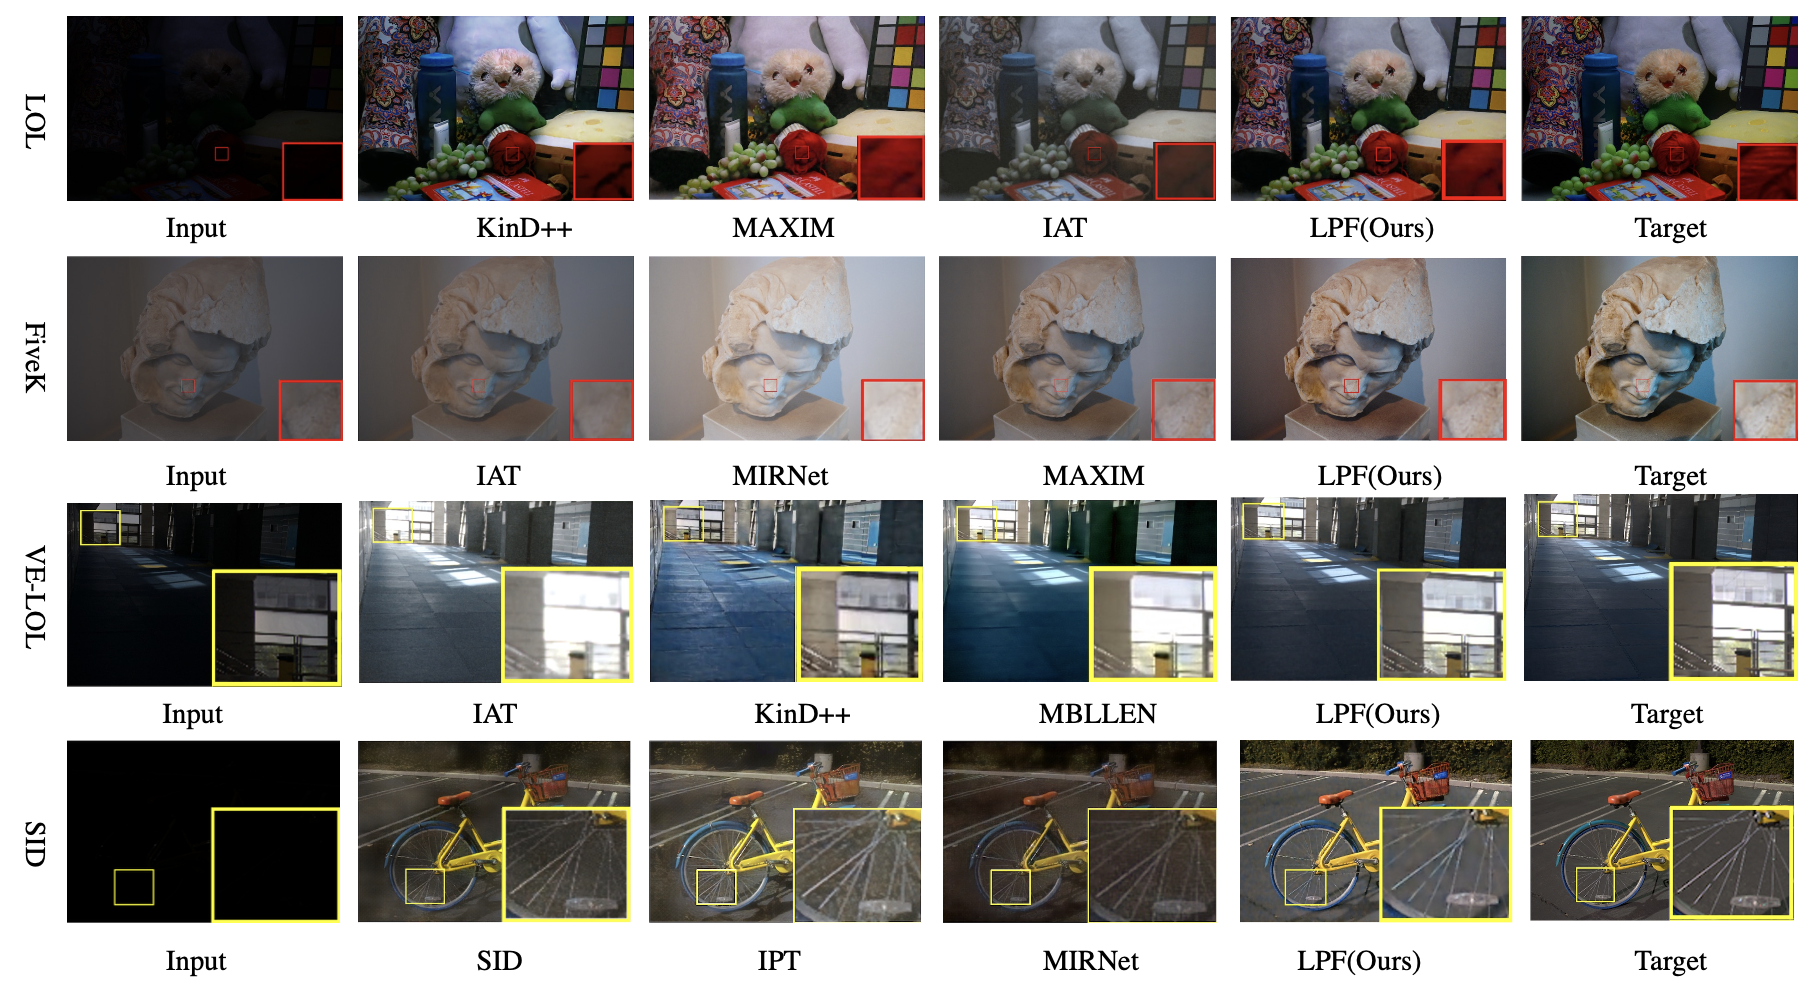 LOL
Input KinD++ MAXIM IAT LPF(Ours) Target
FiveK
Input IAT MIRNet MAXIM LPF(Ours) Target
VE-LOL
Input IAT KinD++ MBLLEN LPF(Ours) Target
SID
Input SID IPT MIRNet LPF(Ours) Target